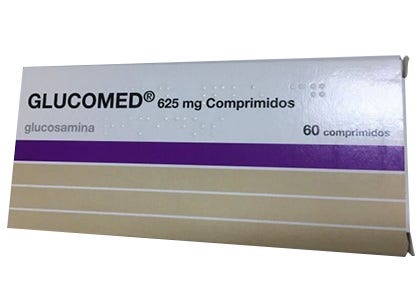 GLUCOMED® 625 mg Comprimidos
glucosamina
60 comprimidos